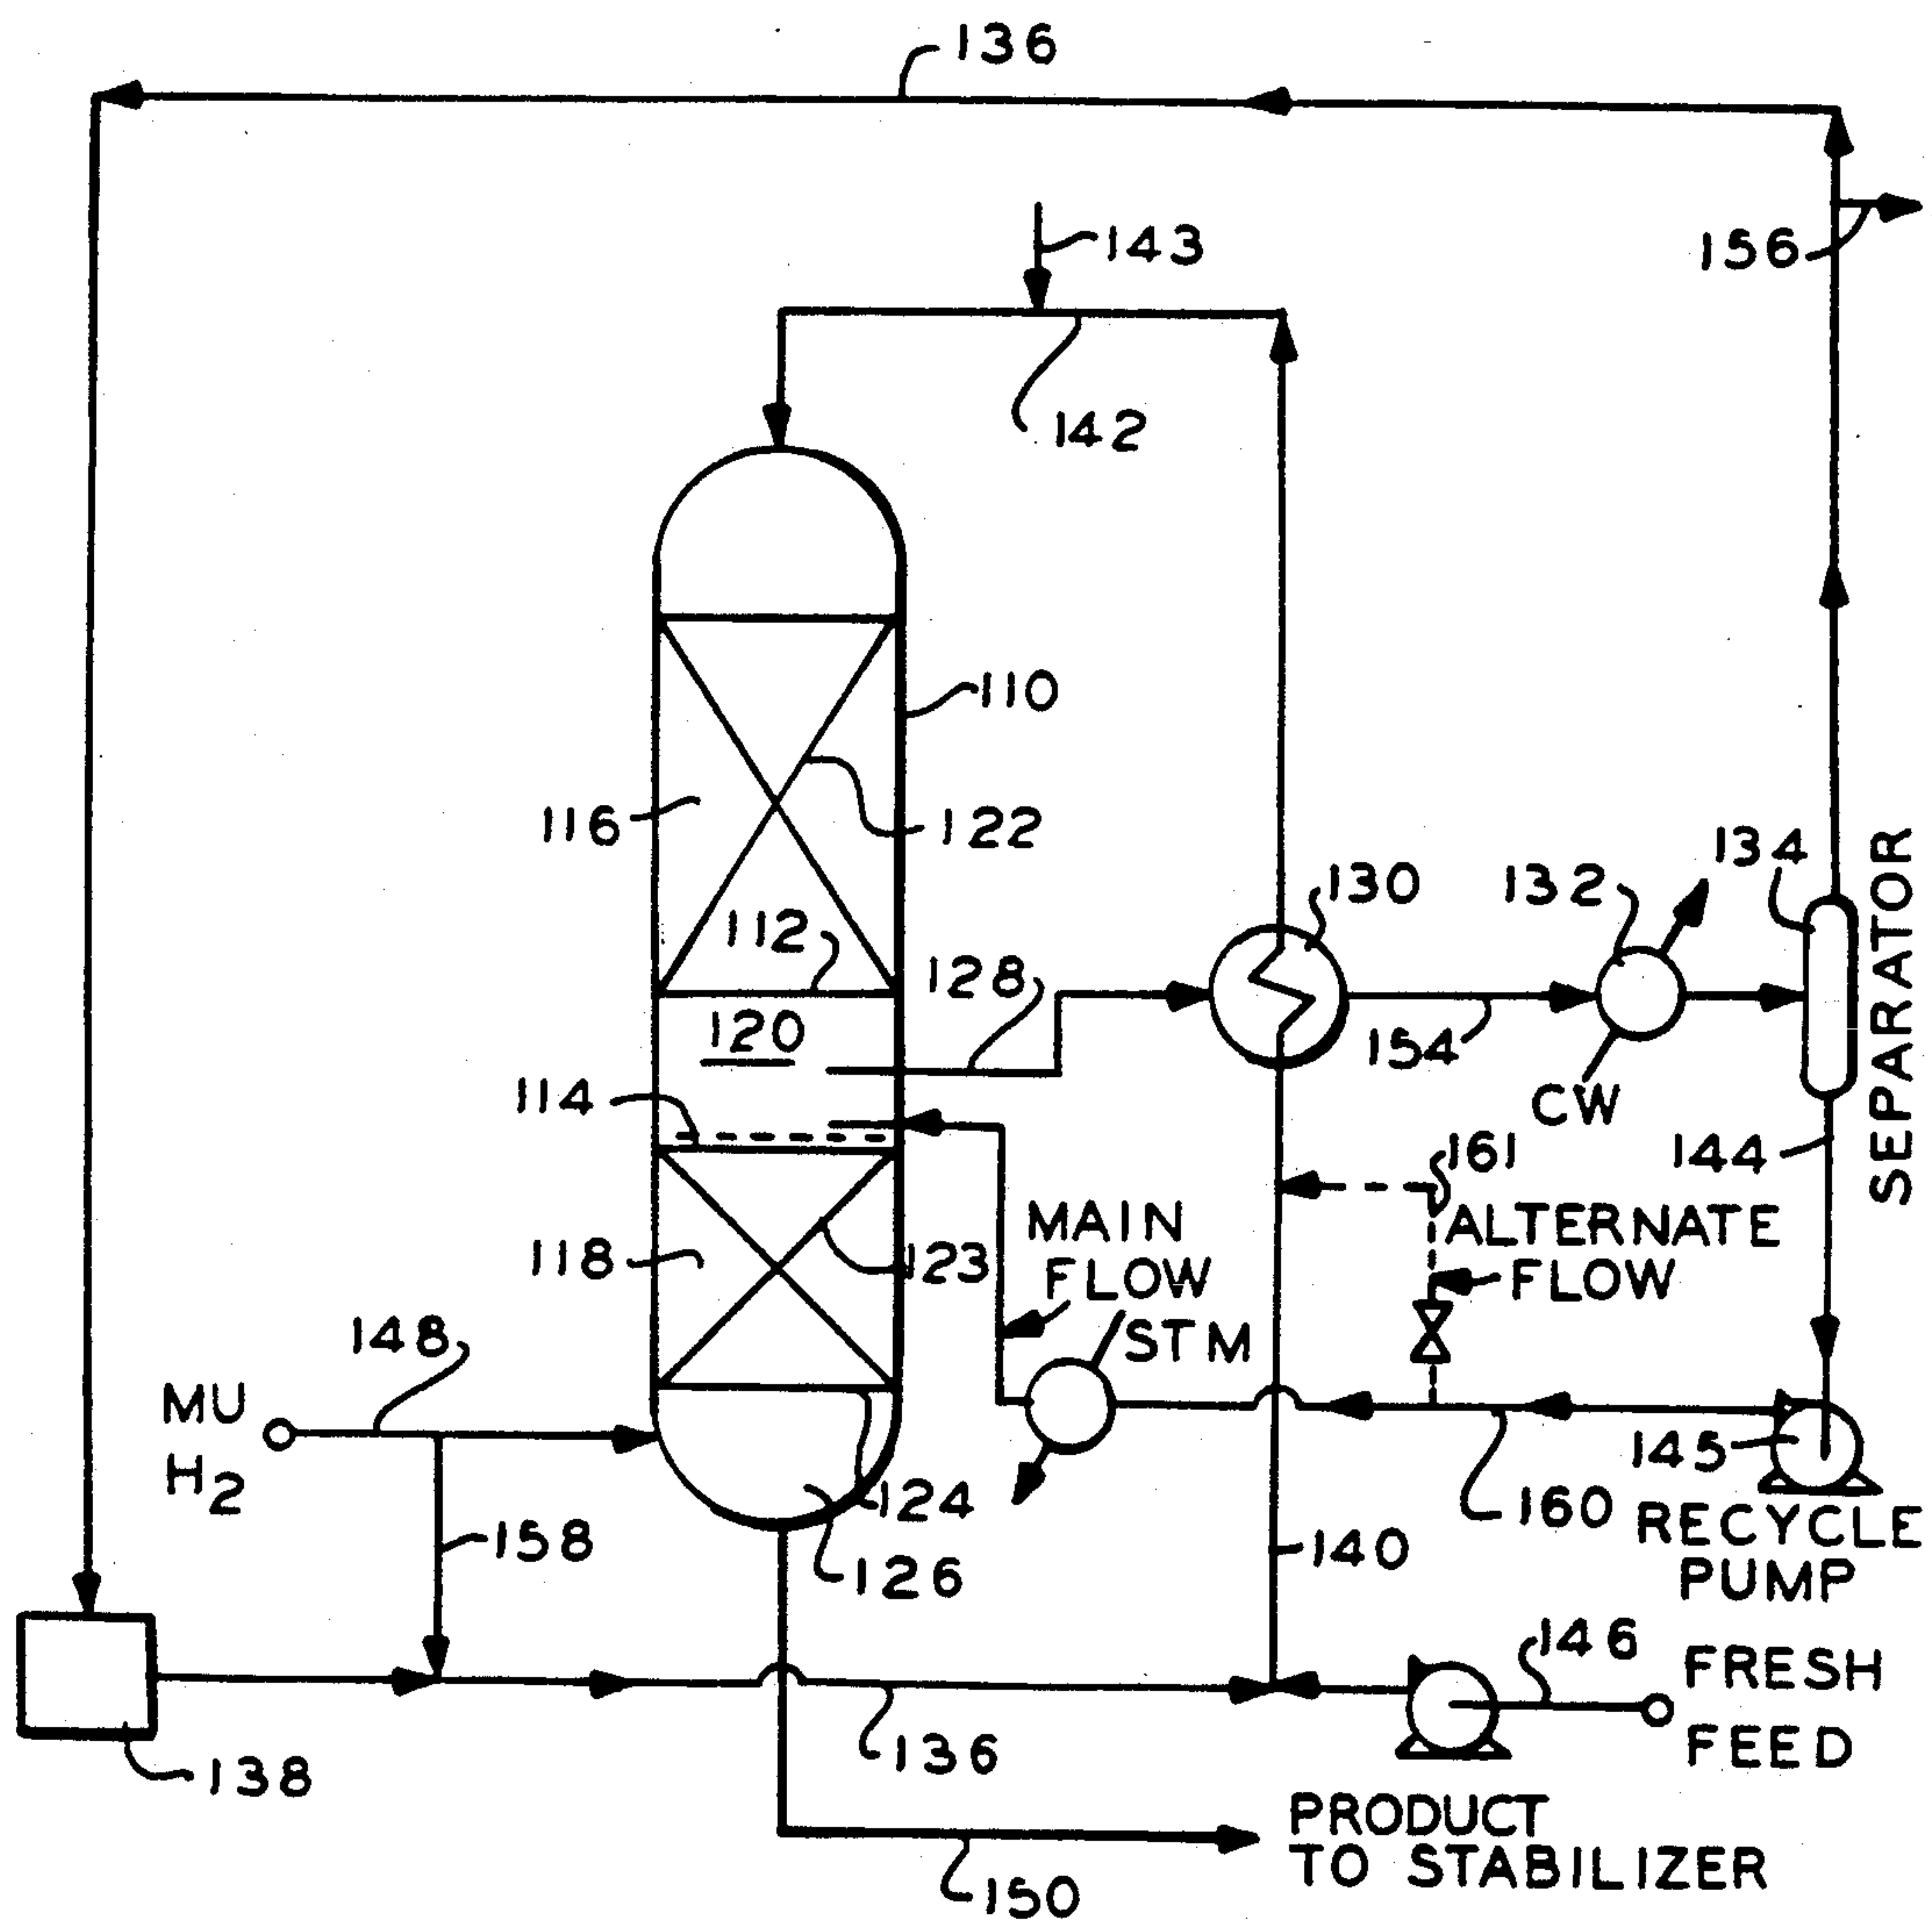 136
143
156
142
110
116
122
134
130
132
112
128
120
154
SEPARATOR
114
CW
161
144
MAIN
FLOW
ALTERNATE
FLOW
118
123
148
STM
MU
H2
145
124
160
RECYCLE
PUMP
158
140
126
146
FRESH
FEED
136
138
PRODUCT
TO STABILIZER
150